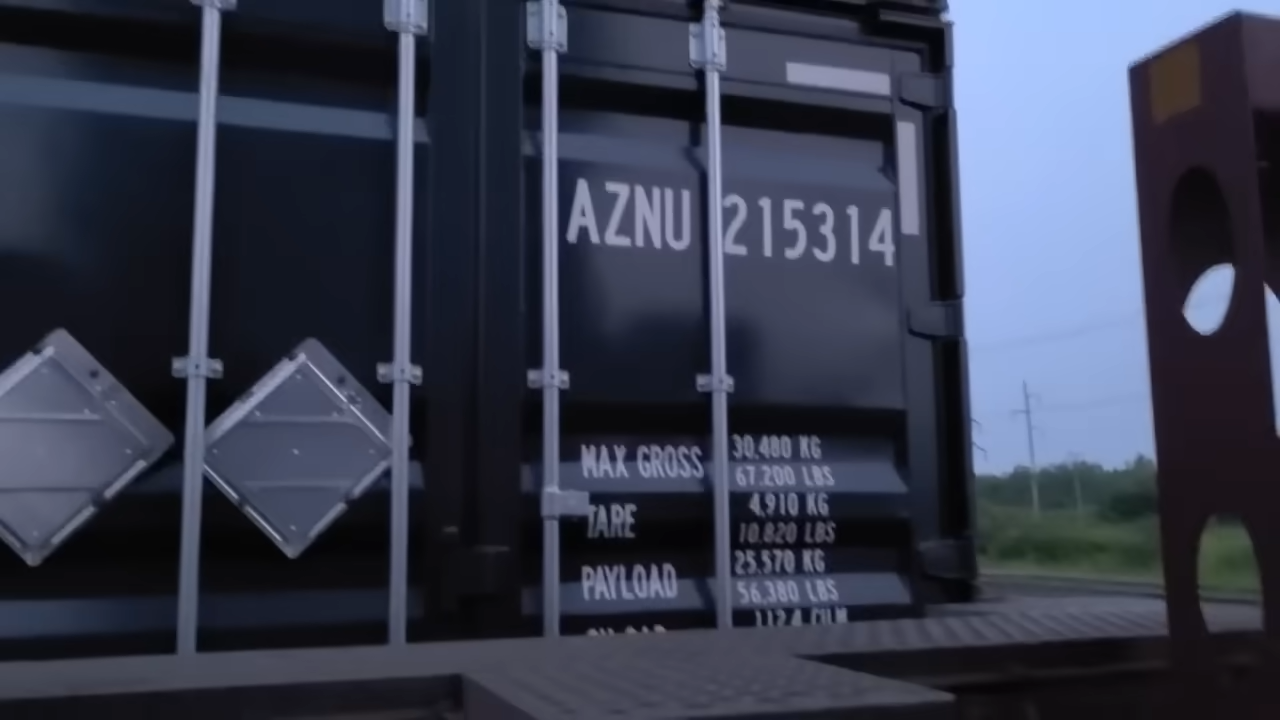 AZNU 215314
MAX GROSS 30.480 KG
67.200 LBS
TARE 4,910 KG
10.820 LBS
PAYLOAD 25.570 KG
56,380 LBS